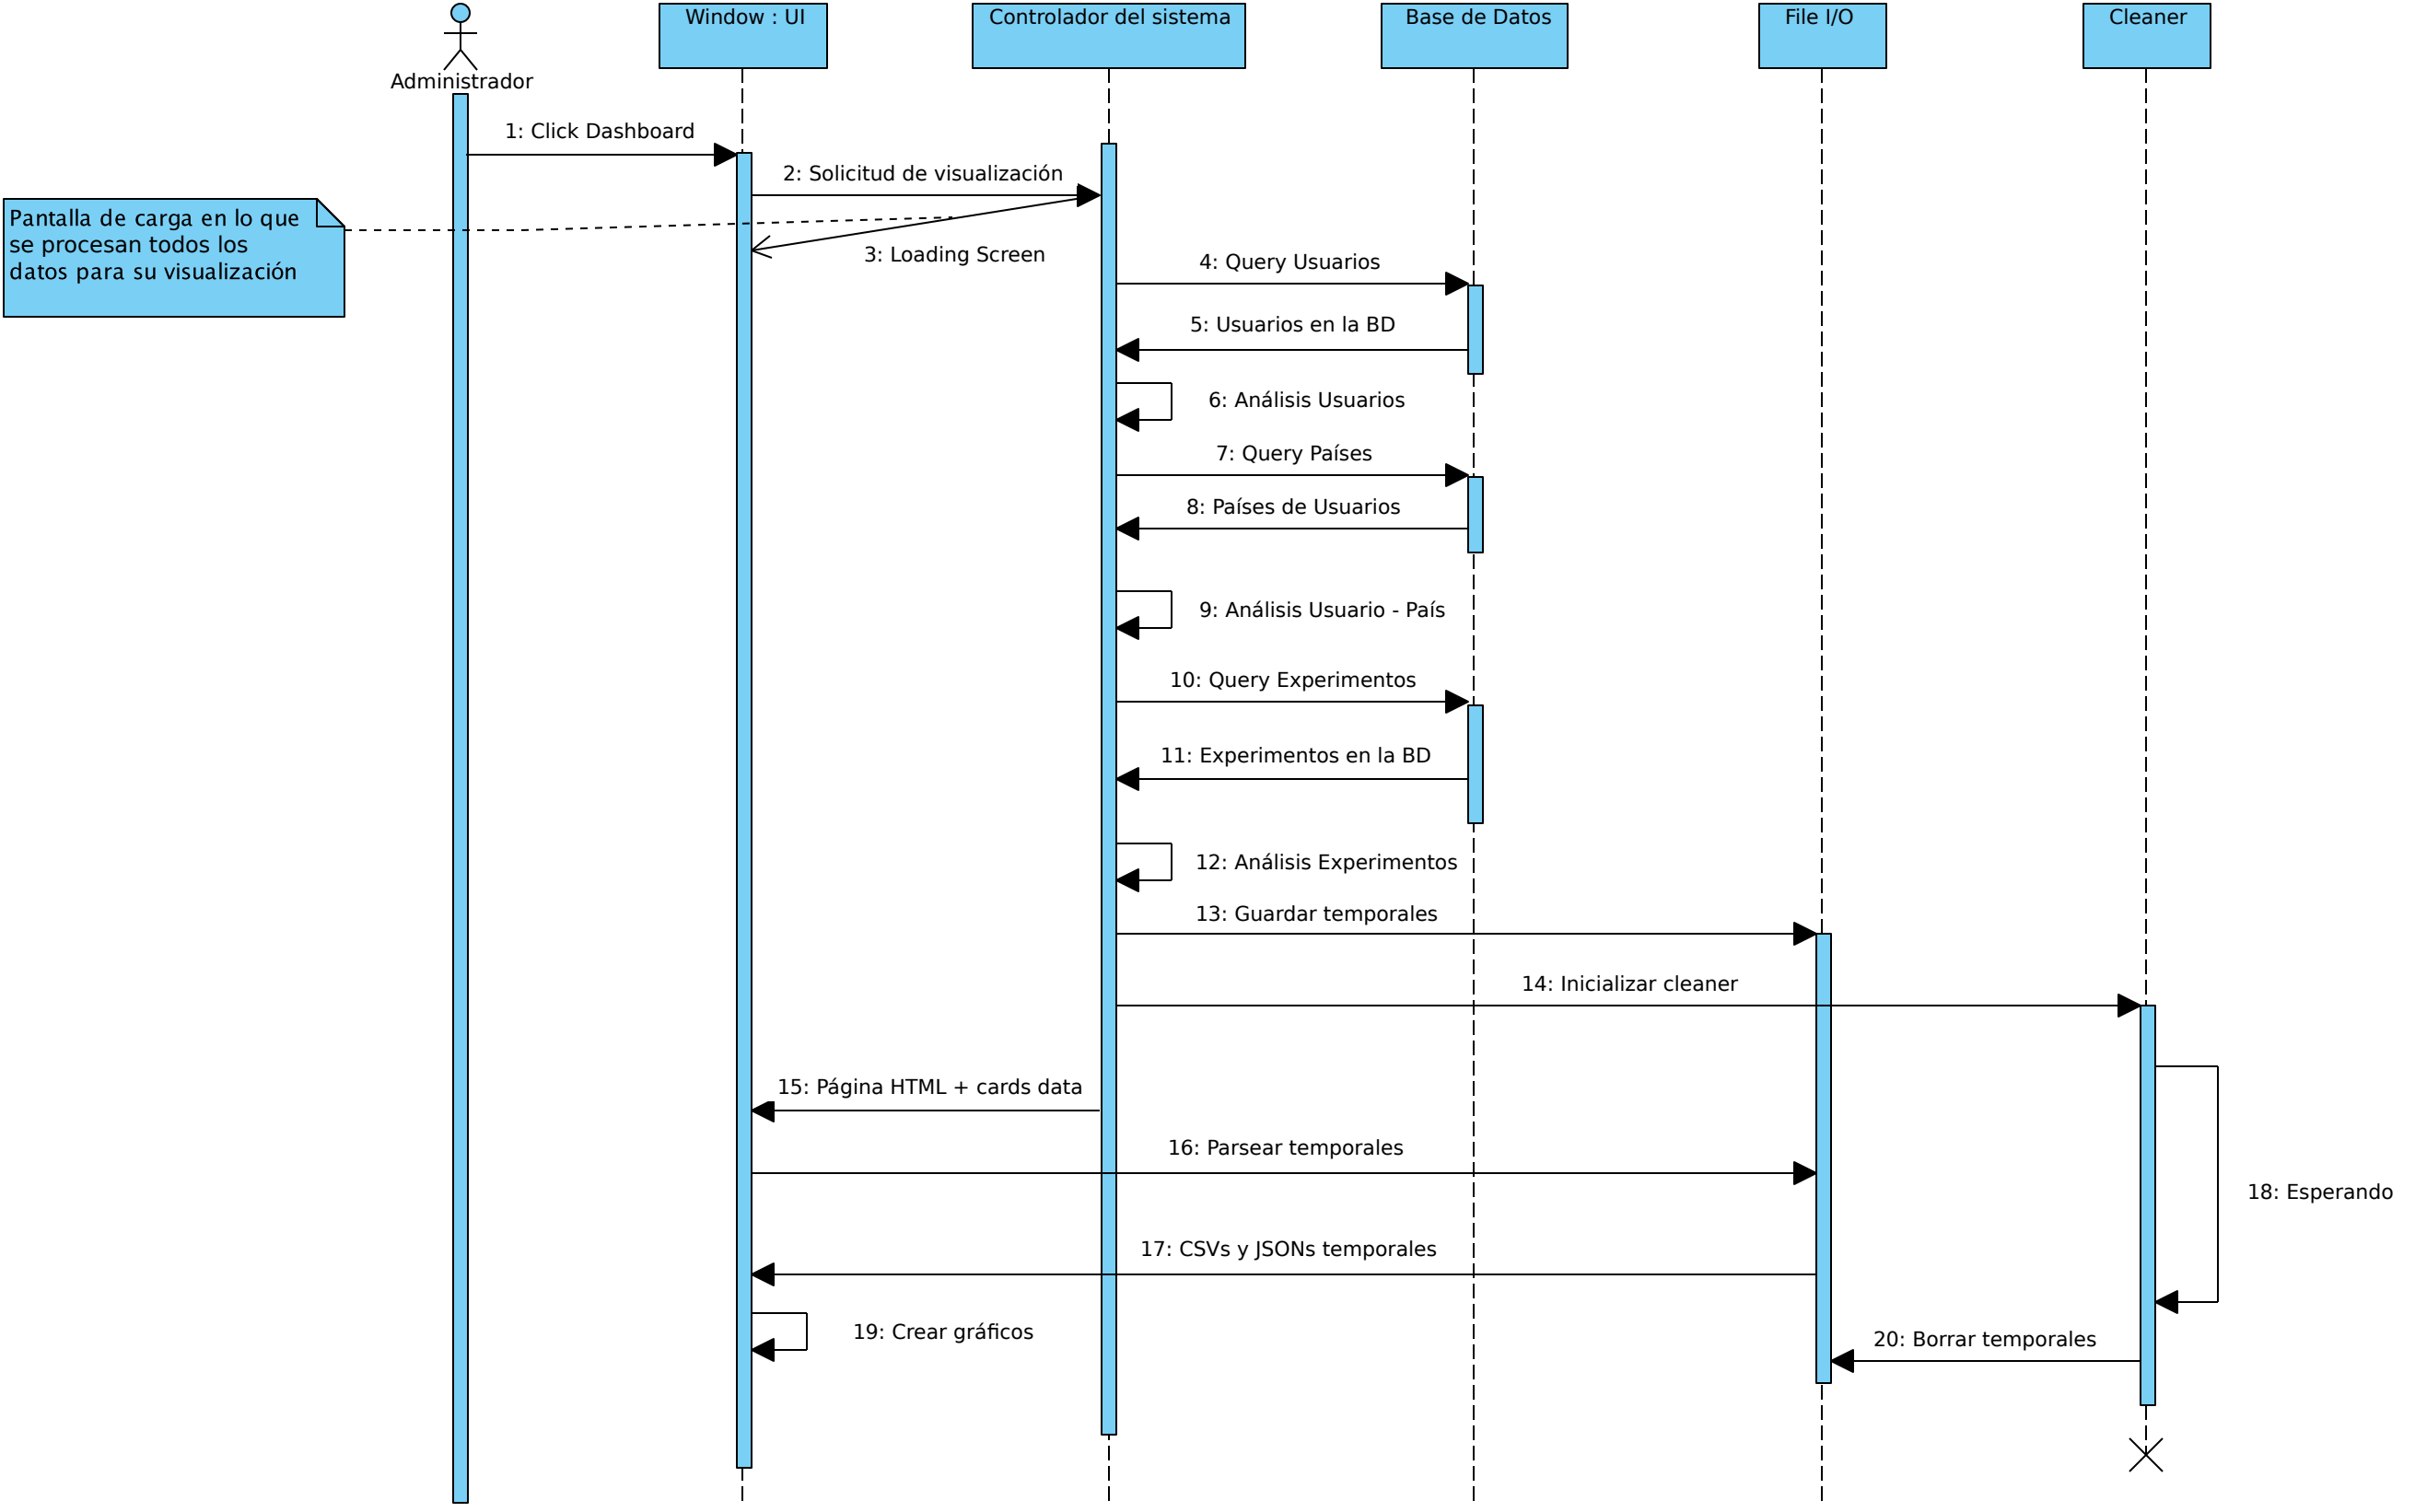 Window : UI
Controlador del sistema
Base de Datos
File I/O
Cleaner
Administrador
1: Click Dashboard
2: Solicitud de visualización
Pantalla de carga en lo que
se procesan todos los
datos para su visualización
3: Loading Screen
4: Query Usuarios
5: Usuarios en la BD
6: Análisis Usuarios
7: Query Países
8: Países de Usuarios
9: Análisis Usuario - País
10: Query Experimentos
11: Experimentos en la BD
12: Análisis Experimentos
13: Guardar temporales
14: Inicializar cleaner
15: Página HTML + cards data
16: Parsear temporales
18: Esperando
17: CSVs y JSONs temporales
19: Crear gráficos
20: Borrar temporales